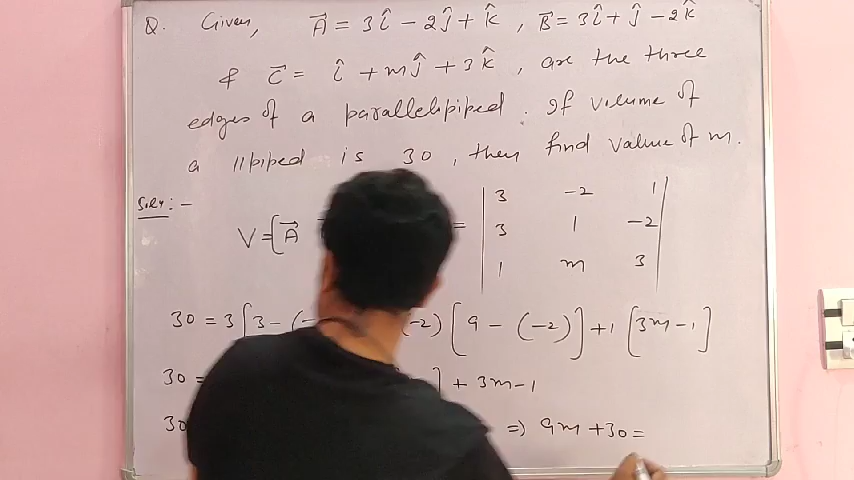 Q. Given, A⃗ = 3î - 2ĵ + k̂, B⃗ = 3î + ĵ - 2k̂
& C⃗ = î + mĵ + 3k̂, are the three
edges of a parallelepiped. If volume of
a llpiped is 30, then find value of m.
Soln:-
V = [A⃗ = | 3 -2 1 |
| 3 1 -2 |
| 1 m 3 |
30 = 3[3-(- -2) [9 - (-2)] + 1 [3m - 1]
30 = ] + 3m - 1
30 ⇒ 9m + 30 =